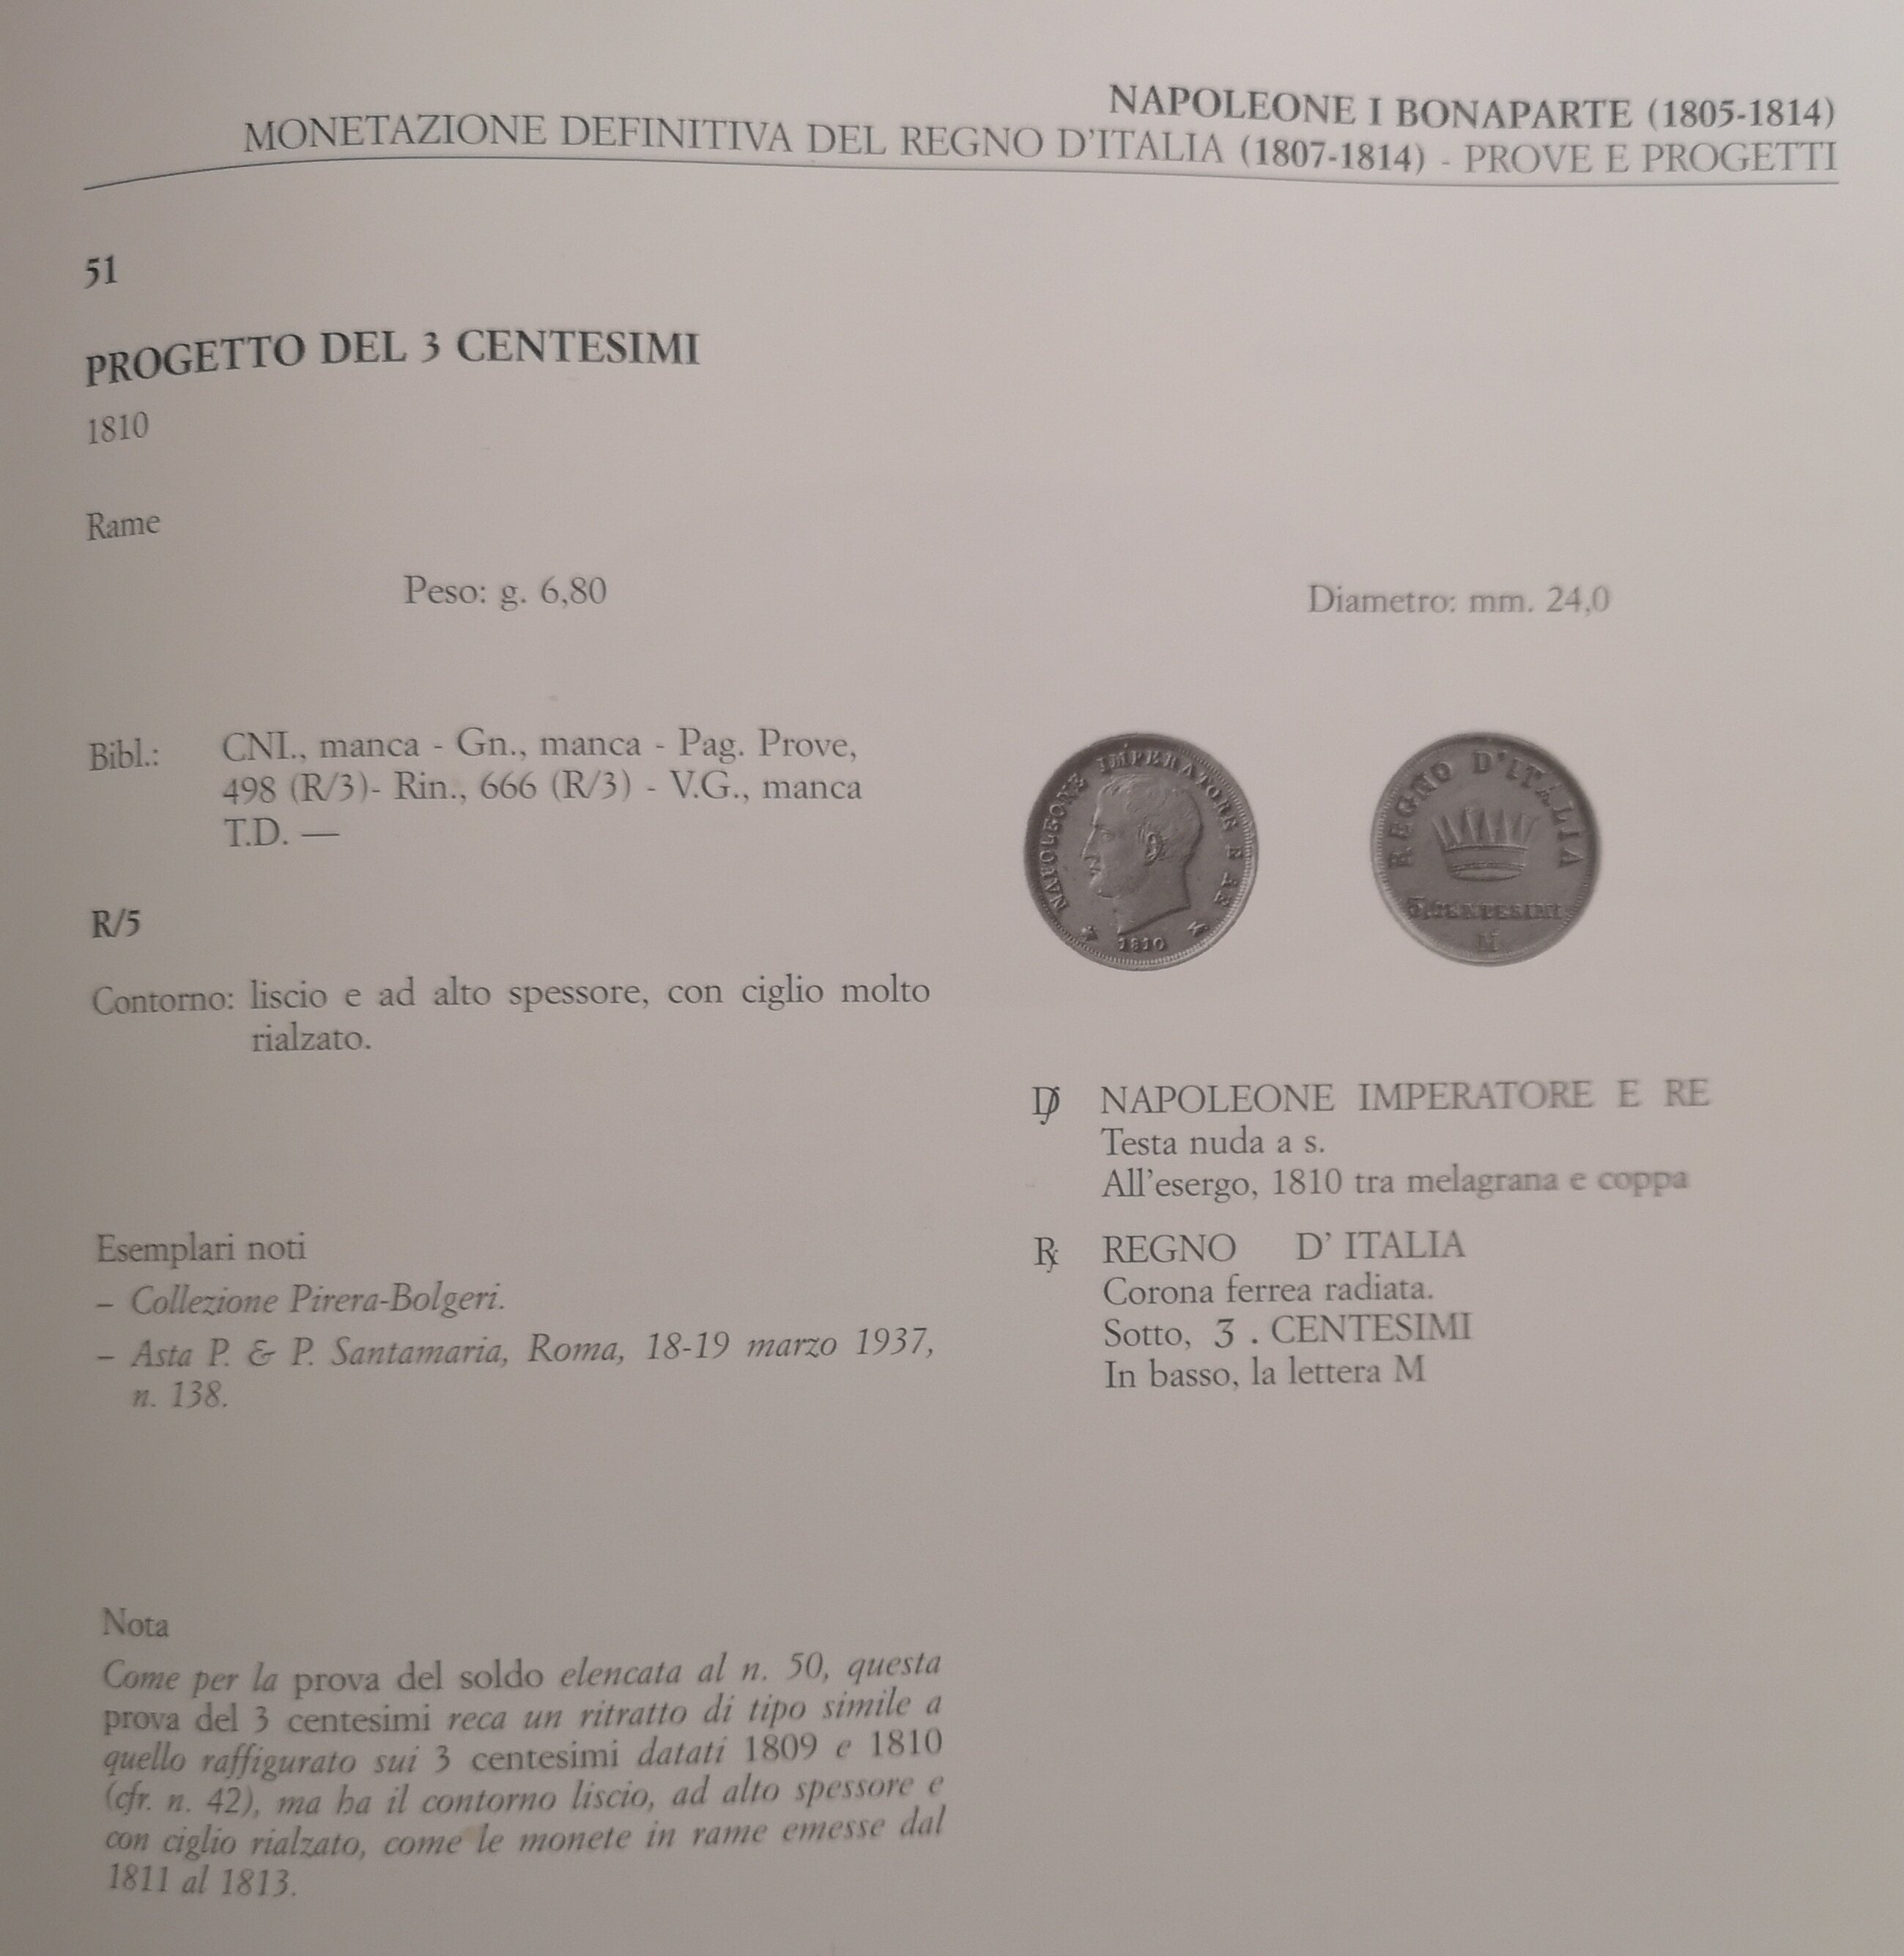 NAPOLEONE I BONAPARTE (1805-1814)
MONETAZIONE DEFINITIVA DEL REGNO D'ITALIA (1807-1814) - PROVE E PROGETTI
51
PROGETTO DEL 3 CENTESIMI
1810
Rame
Peso: g. 6,80
Diametro: mm. 24,0
Bibl.: CNI., manca - Gn., manca - Pag. Prove,
498 (R/3)- Rin., 666 (R/3) - V.G., manca
T.D. —
R/5
Contorno: liscio e ad alto spessore, con ciglio molto
rialzato.
Esemplari noti
– Collezione Pirera-Bolgeri.
– Asta P. & P. Santamaria, Roma, 18-19 marzo 1937,
n. 138.
Nota
Come per la prova del soldo elencata al n. 50, questa
prova del 3 centesimi reca un ritratto di tipo simile a
quello raffigurato sui 3 centesimi datati 1809 e 1810
(cfr. n. 42), ma ha il contorno liscio, ad alto spessore e
con ciglio rialzato, come le monete in rame emesse dal
1811 al 1813.
NAPOLEONE IMPERATORE E RE
1810
REGNO D'ITALIA
3.CENTESIMI
M
D/ NAPOLEONE IMPERATORE E RE
Testa nuda a s.
All'esergo, 1810 tra melagrana e coppa
R/ REGNO D' ITALIA
Corona ferrea radiata.
Sotto, 3 . CENTESIMI
In basso, la lettera M